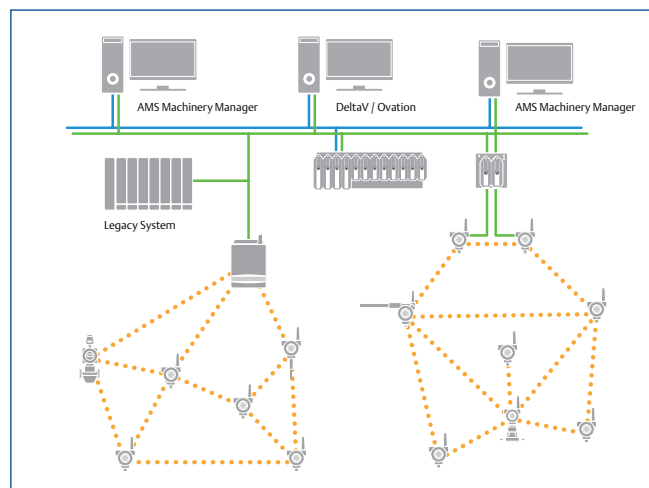 AMS Machinery Manager
DeltaV / Ovation
AMS Machinery Manager
Legacy System